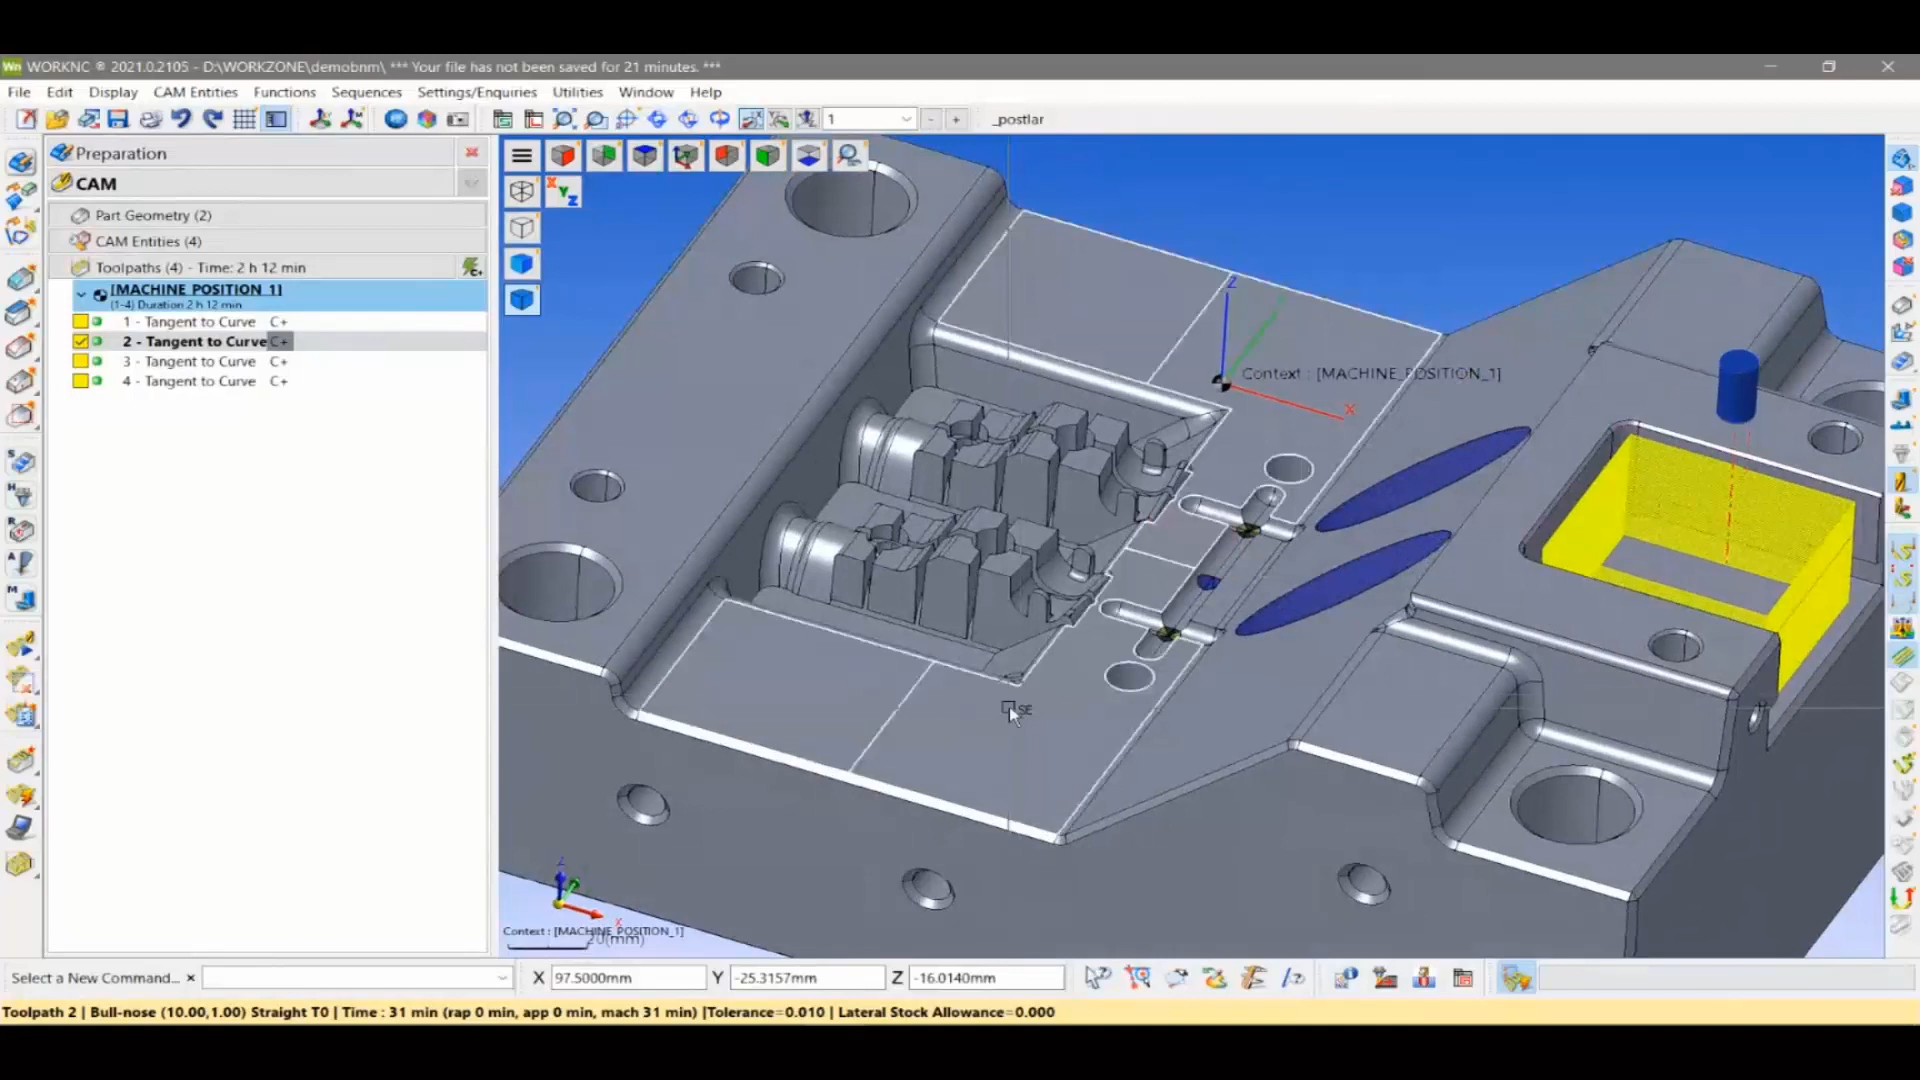 WORKNC ® 2021.0.2105 - D:\WORKZONE\demobnm\ *** Your file has not been saved for 21 minutes. ***
File Edit Display CAM Entities Functions Sequences Settings/Enquiries Utilities Window Help
1 - + _postlar
Preparation
CAM
Part Geometry (2)
CAM Entities (4)
Toolpaths (4) - Time: 2 h 12 min
[MACHINE_POSITION_1]
(1-4) Duration 2 h 12 min
1 - Tangent to Curve C+
2 - Tangent to Curve C+
3 - Tangent to Curve C+
4 - Tangent to Curve C+
X Y Z
Z
Context : [MACHINE_POSITION_1]
X
SE
Z
X
Context : [MACHINE_POSITION_1]
20(mm)
Select a New Command... X 97.5000mm Y -25.3157mm Z -16.0140mm
Toolpath 2 | Bull-nose (10.00,1.00) Straight T0 | Time : 31 min (rap 0 min, app 0 min, mach 31 min) |Tolerance=0.010 | Lateral Stock Allowance=0.000